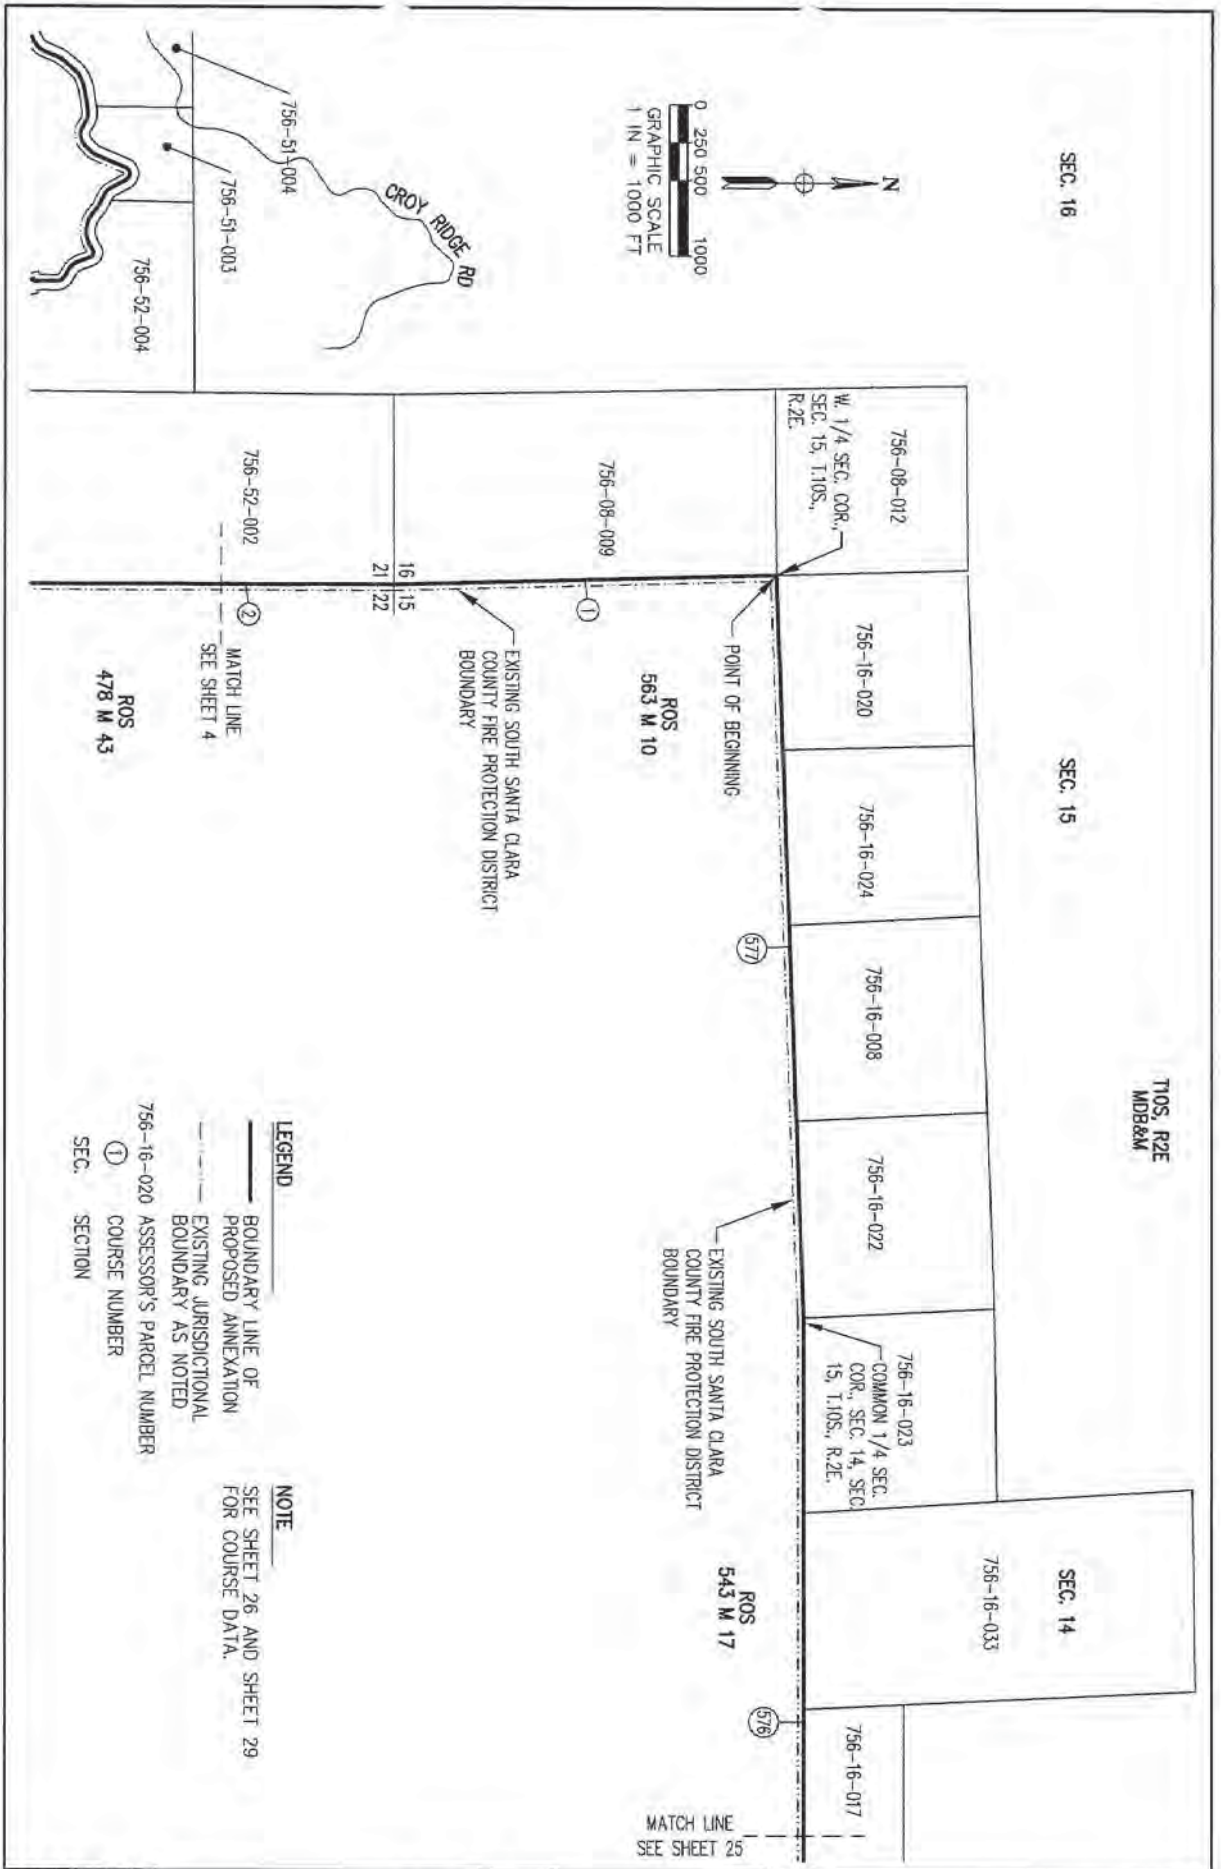 SEC. 16
SEC. 15
T10S, R2E
MDB&M
SEC. 14
N
0 250 500 1000
GRAPHIC SCALE
1 IN = 1000 FT
CROY RIDGE RD
756-51-004
756-51-003
756-52-004
756-08-012
W. 1/4 SEC. COR.,
SEC. 15, T.10S.,
R.2E.
756-16-020
756-16-024
756-16-008
756-16-022
756-16-023
COMMON 1/4 SEC.
COR., SEC. 14, SEC.
15, T.10S., R.2E.
756-16-033
756-16-017
756-08-009
POINT OF BEGINNING
577
576
MATCH LINE
SEE SHEET 25
1
ROS
563 M 10
EXISTING SOUTH SANTA CLARA
COUNTY FIRE PROTECTION DISTRICT
BOUNDARY
EXISTING SOUTH SANTA CLARA
COUNTY FIRE PROTECTION DISTRICT
BOUNDARY
ROS
543 M 17
16 15
21 22
756-52-002
2
MATCH LINE
SEE SHEET 4
ROS
478 M 43
LEGEND
BOUNDARY LINE OF
PROPOSED ANNEXATION
EXISTING JURISDICTIONAL
BOUNDARY AS NOTED
756-16-020 ASSESSOR'S PARCEL NUMBER
1 COURSE NUMBER
SEC. SECTION
NOTE
SEE SHEET 26 AND SHEET 29
FOR COURSE DATA.